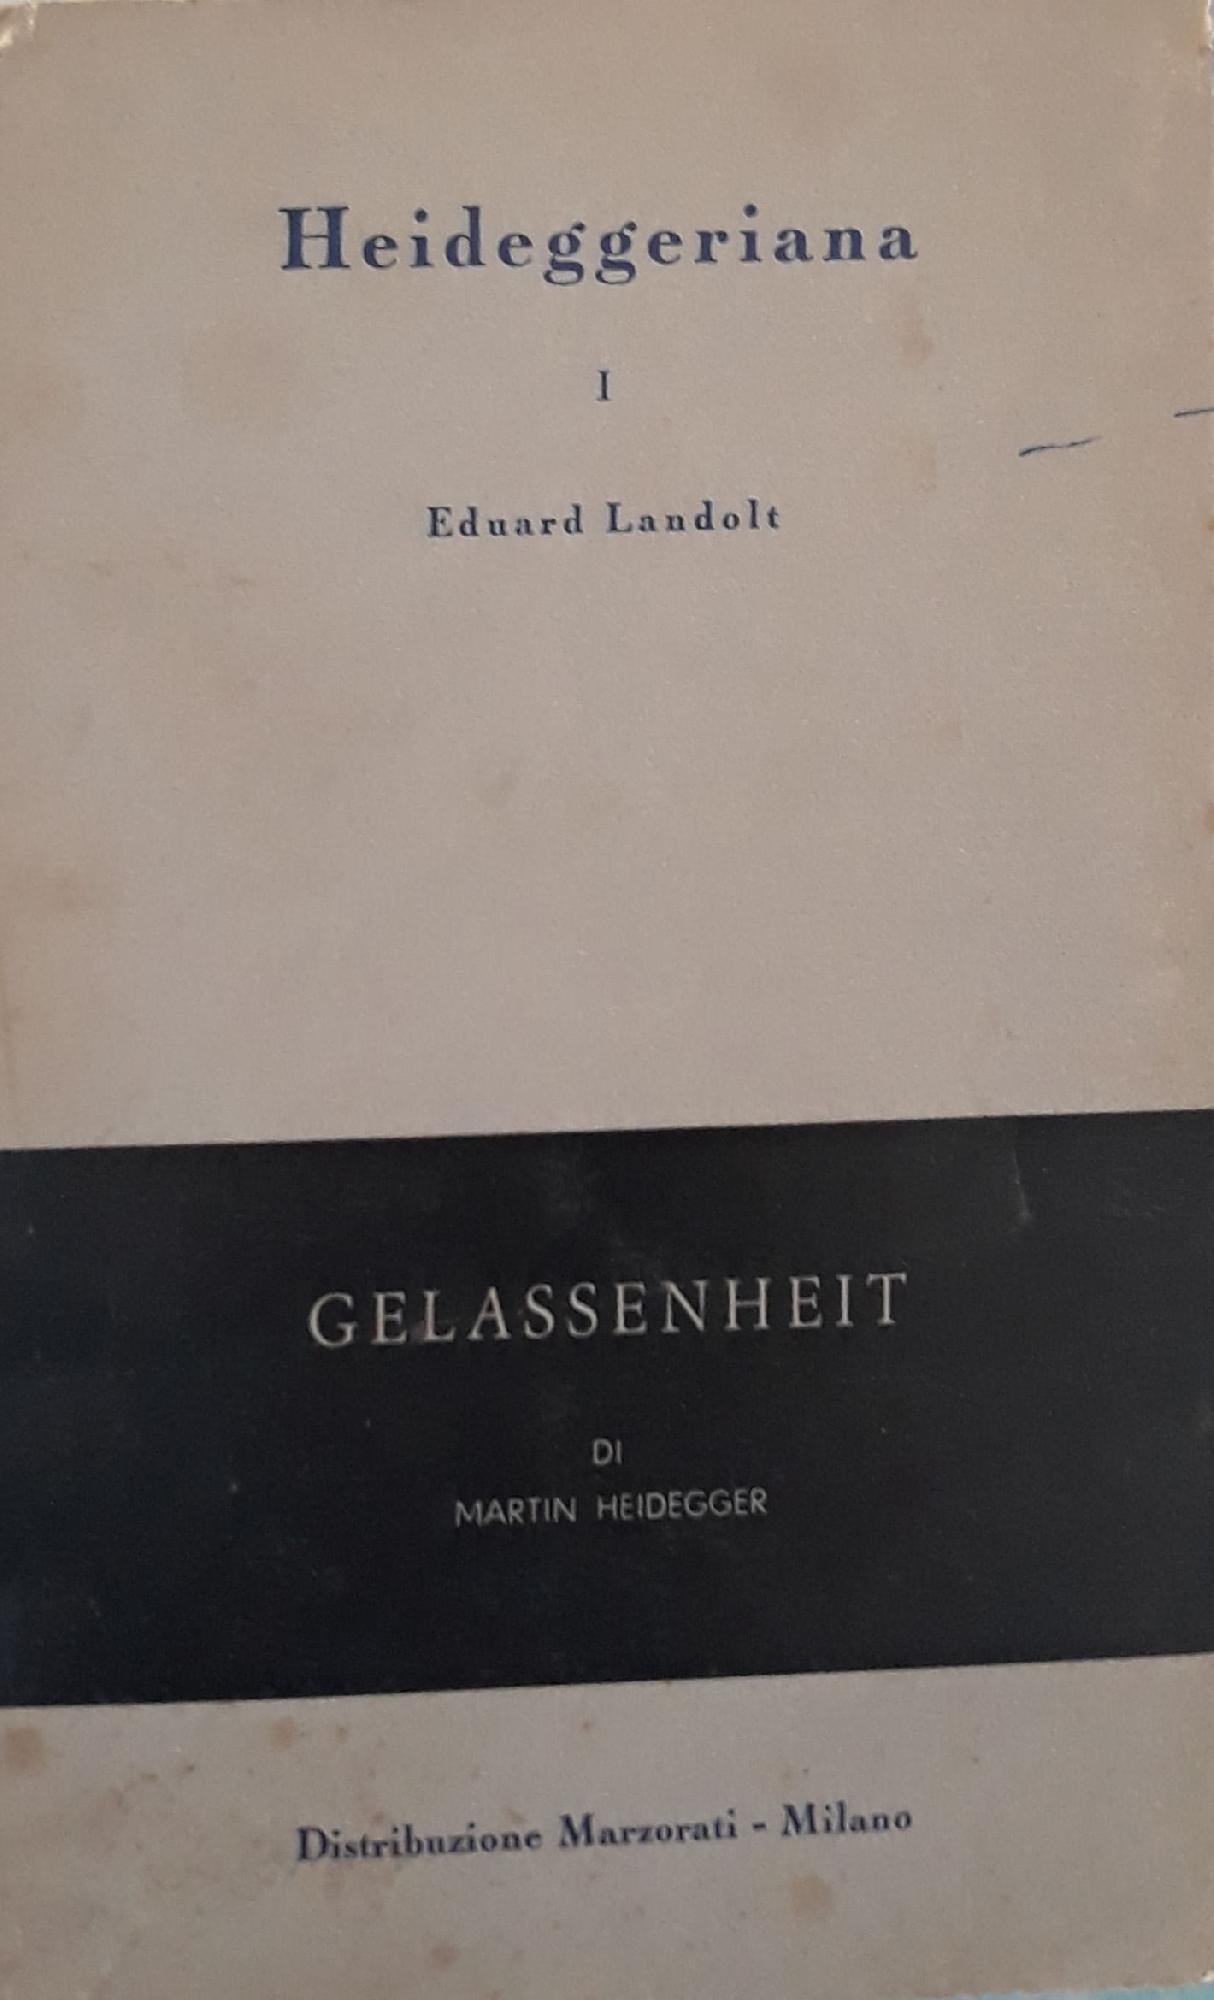 Heideggeriana
I
Eduard Landolt
GELASSENHEIT
DI
MARTIN HEIDEGGER
Distribuzione Marzorati - Milano